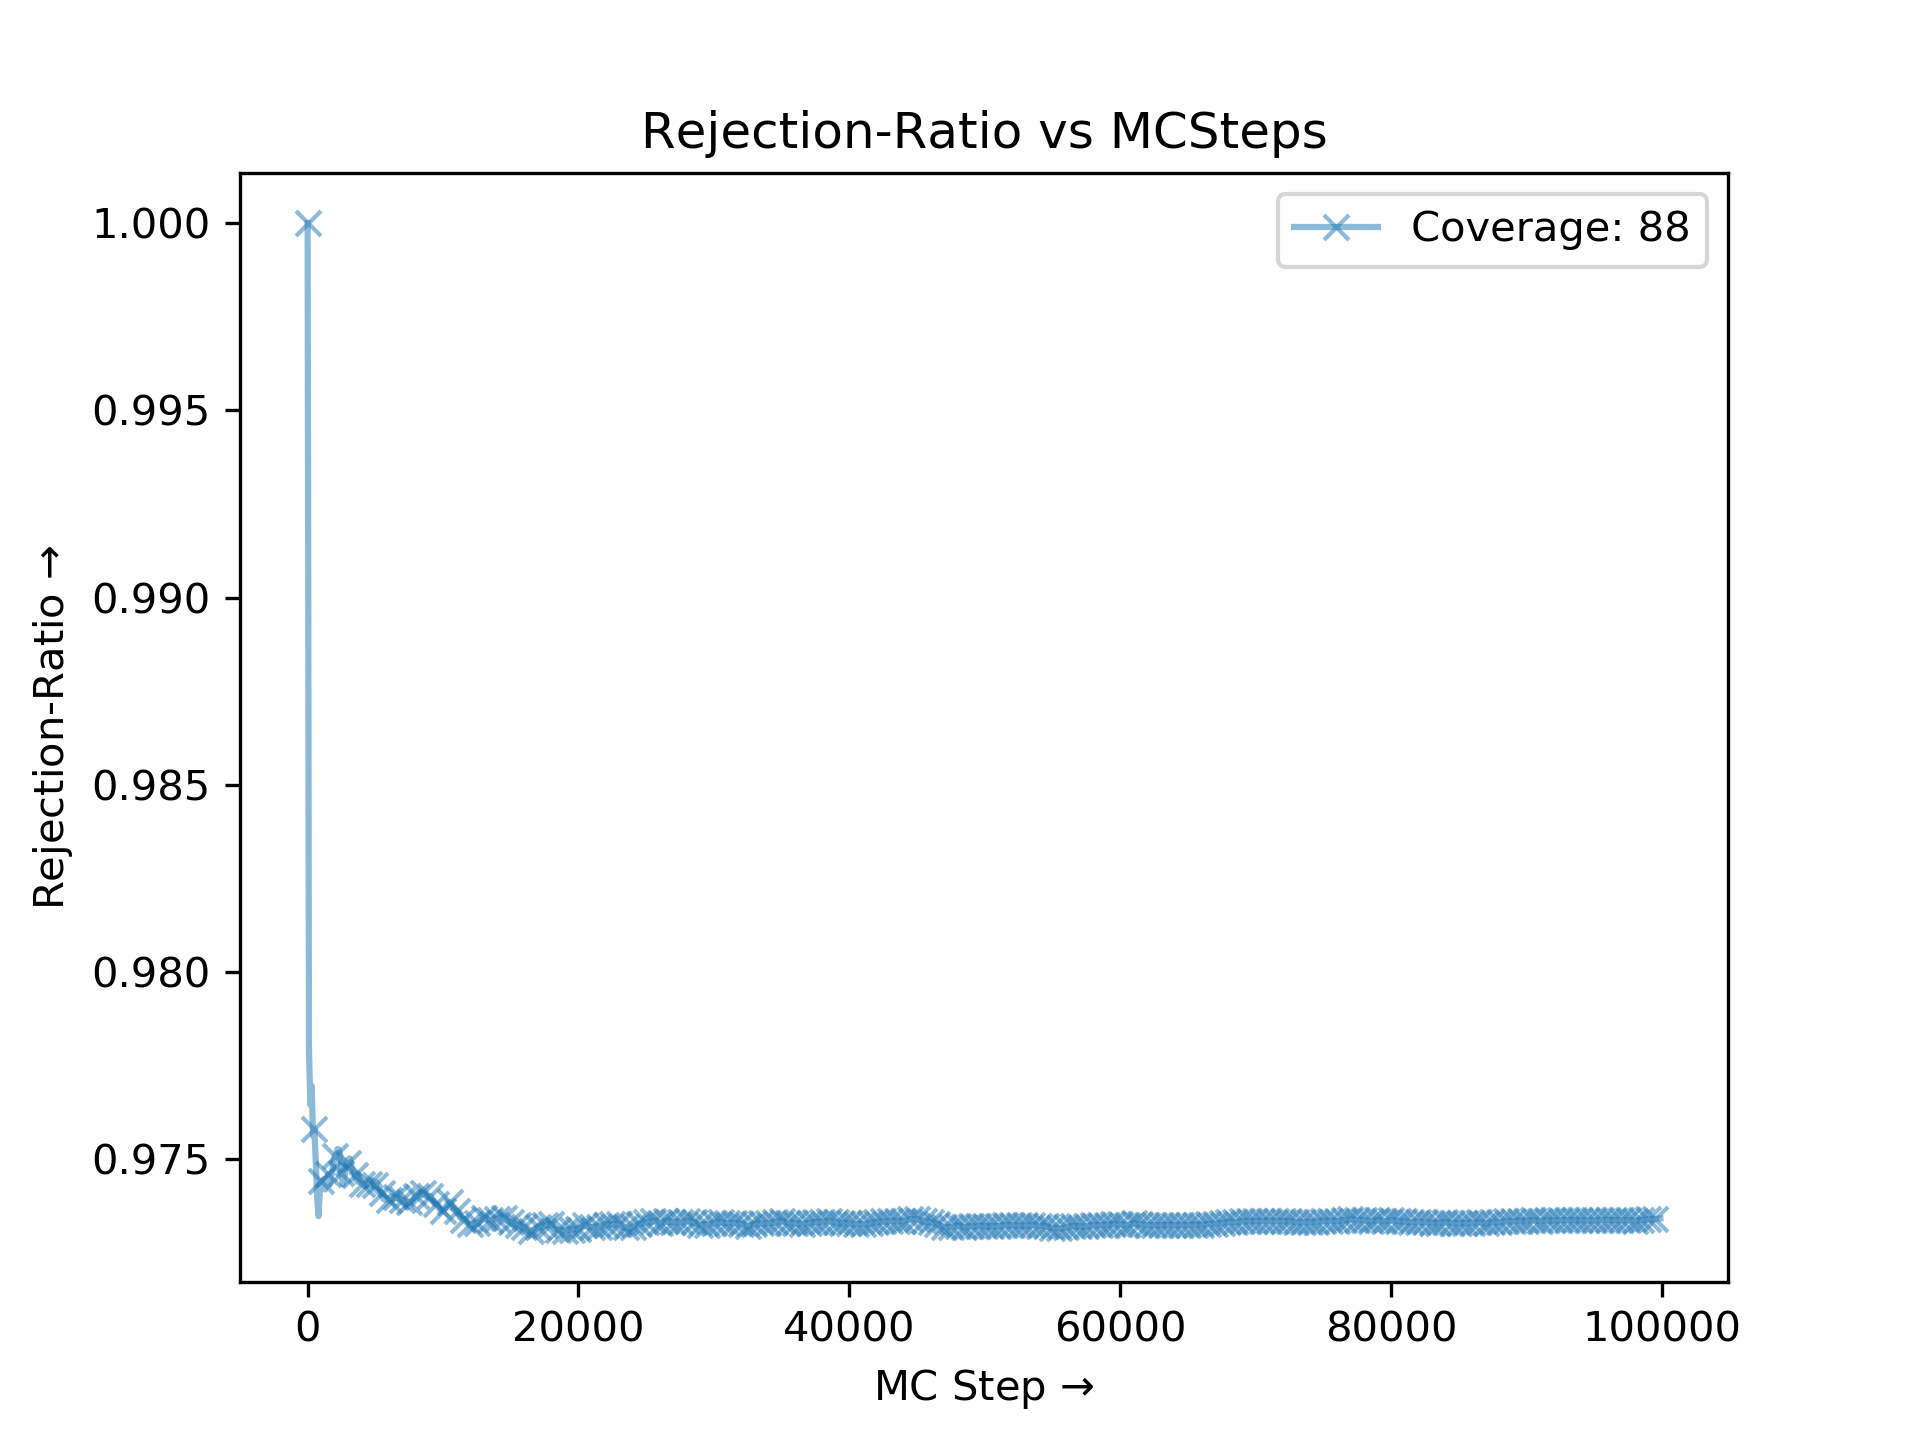 Rejection-Ratio vs MCSteps
Coverage: 88
1.000
0.995
0.990
0.985
0.980
0.975
Rejection-Ratio →
0 20000 40000 60000 80000 100000
MC Step →